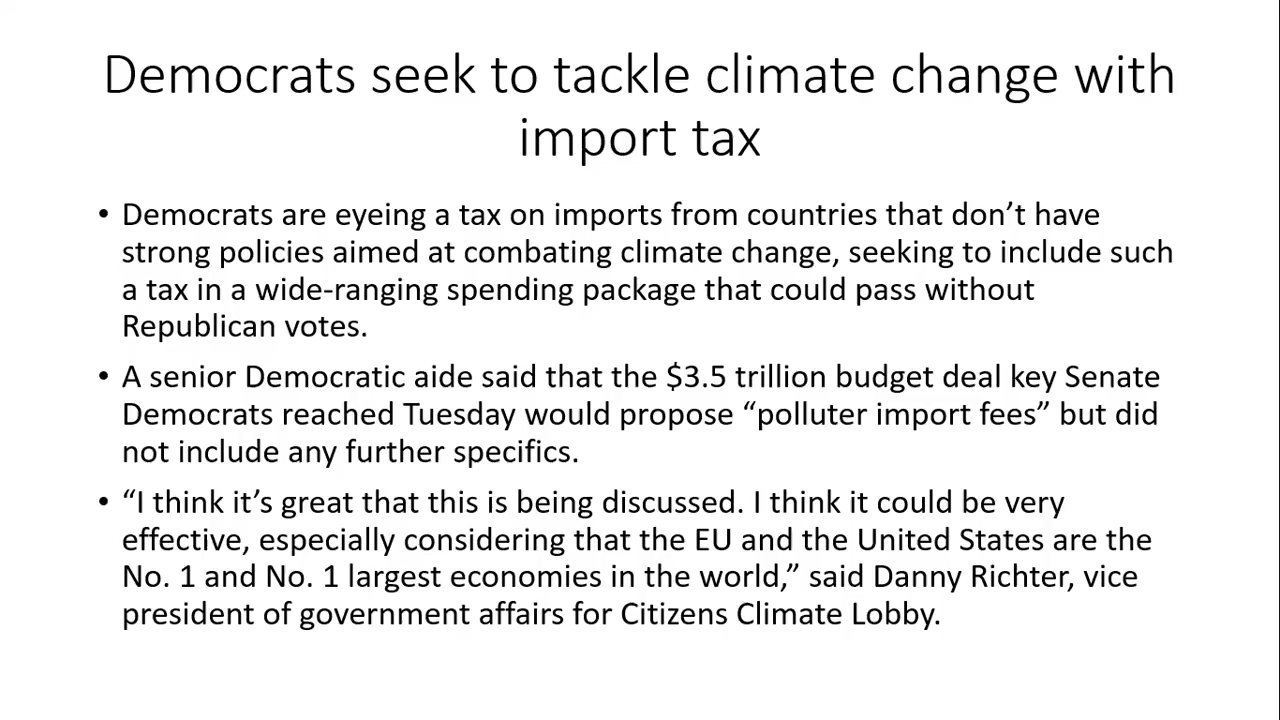 Democrats seek to tackle climate change with
import tax
• Democrats are eyeing a tax on imports from countries that don’t have
strong policies aimed at combating climate change, seeking to include such
a tax in a wide-ranging spending package that could pass without
Republican votes.
• A senior Democratic aide said that the $3.5 trillion budget deal key Senate
Democrats reached Tuesday would propose “polluter import fees” but did
not include any further specifics.
• “I think it’s great that this is being discussed. I think it could be very
effective, especially considering that the EU and the United States are the
No. 1 and No. 1 largest economies in the world,” said Danny Richter, vice
president of government affairs for Citizens Climate Lobby.